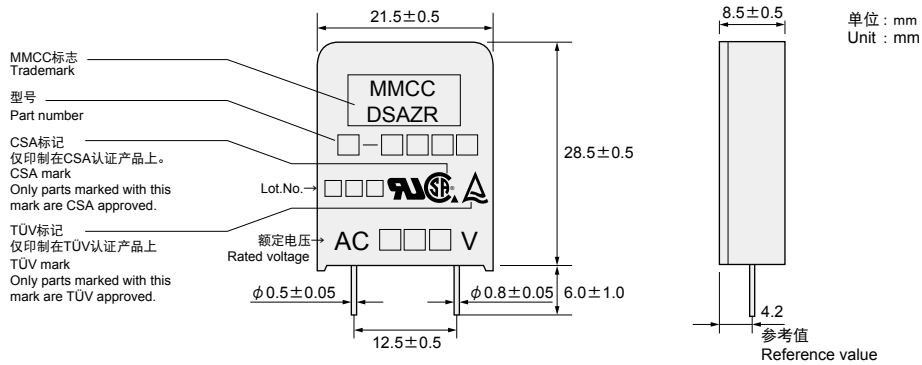 21.5±0.5
8.5±0.5
单位 : mm
Unit : mm
MMCC标志
Trademark
型号
Part number
CSA标记
仅印制在CSA认证产品上。
CSA mark
Only parts marked with this
mark are CSA approved.
TÜV标记
仅印制在TÜV认证产品上
TÜV mark
Only parts marked with this
mark are TÜV approved.
MMCC
DSAZR
□－□□□□
Lot.No.→ □□□ RU SA® .
额定电压→
Rated voltage
AC □□□ V
28.5±0.5
ϕ0.5±0.05
ϕ0.8±0.05
6.0±1.0
12.5±0.5
4.2
参考值
Reference value